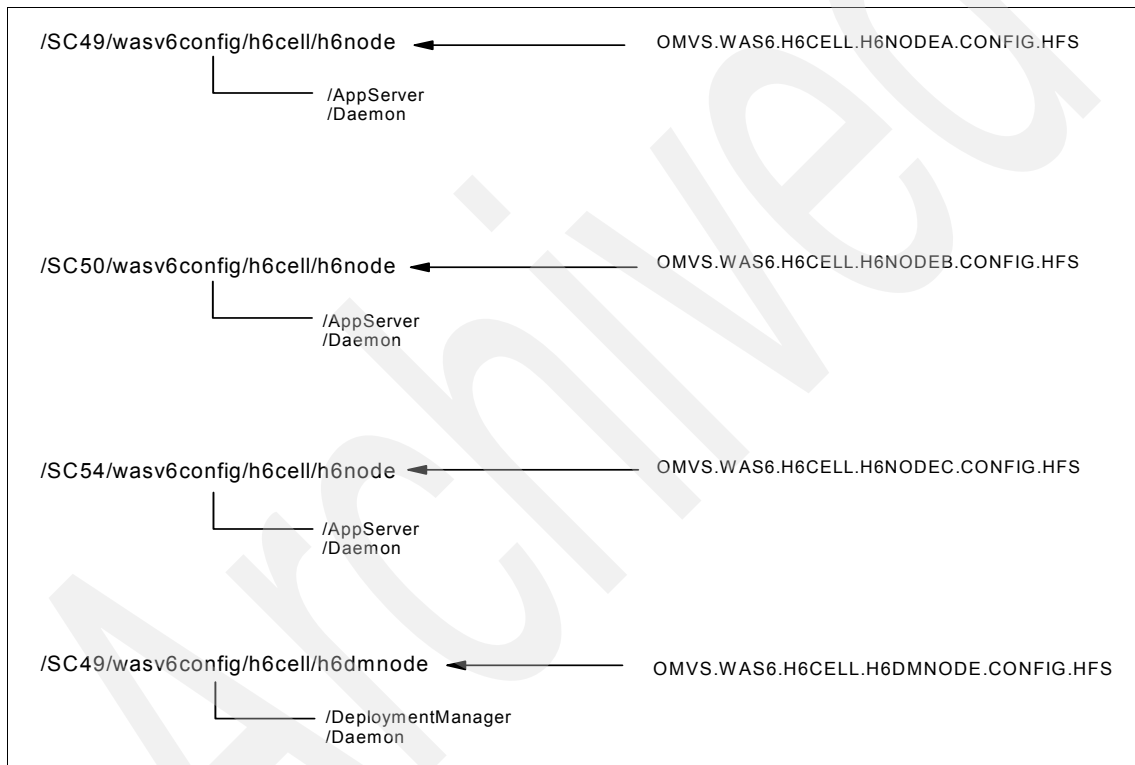 /SC49/wasv6config/h6cell/h6node OMVS.WAS6.H6CELL.H6NODEA.CONFIG.HFS
/AppServer
/Daemon
/SC50/wasv6config/h6cell/h6node OMVS.WAS6.H6CELL.H6NODEB.CONFIG.HFS
/AppServer
/Daemon
/SC54/wasv6config/h6cell/h6node OMVS.WAS6.H6CELL.H6NODEC.CONFIG.HFS
/AppServer
/Daemon
/SC49/wasv6config/h6cell/h6dmnode OMVS.WAS6.H6CELL.H6DMNODE.CONFIG.HFS
/DeploymentManager
/Daemon
Archived